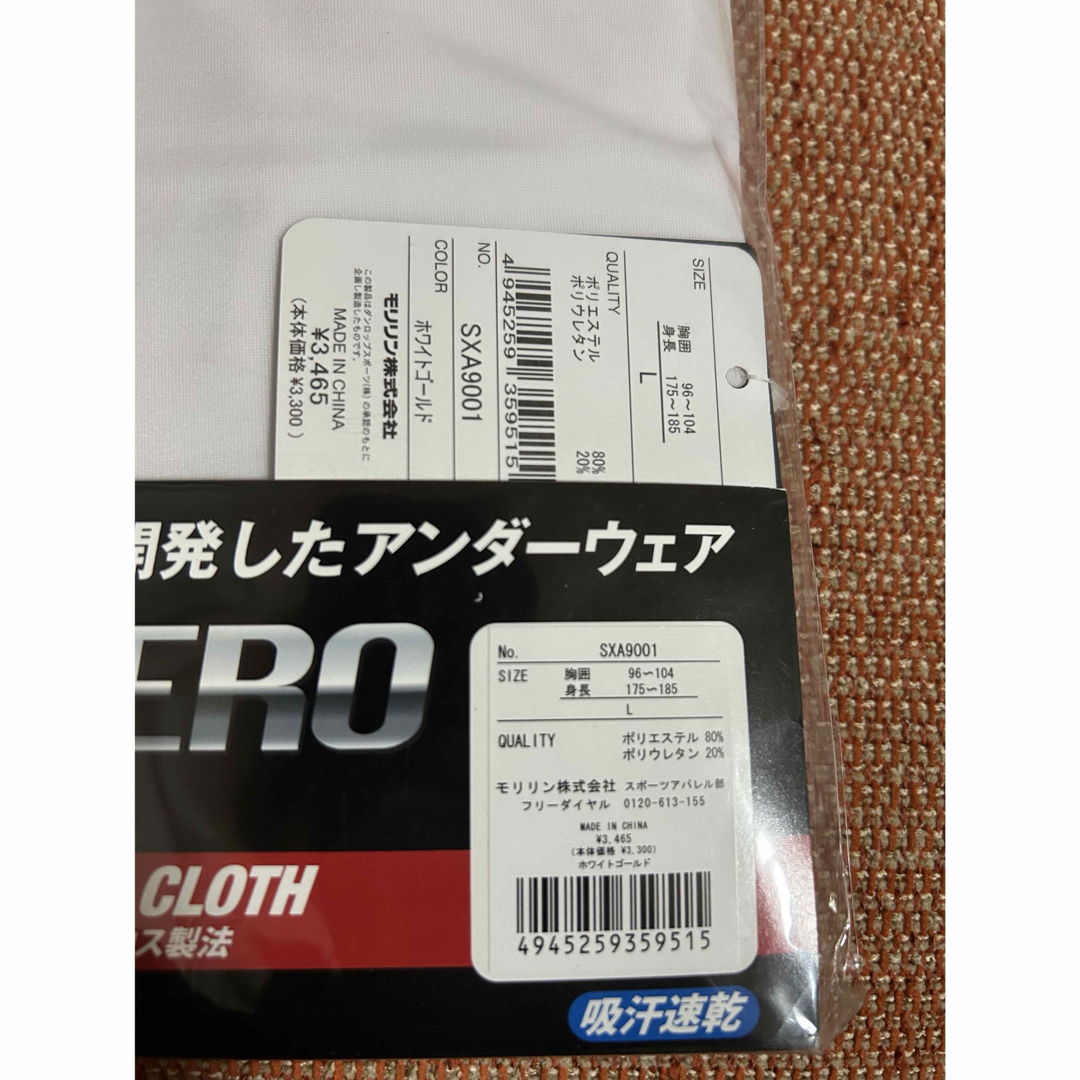 SIZE
胸囲 96～104
身長 175～185
L
QUALITY
ポリエステル 80%
ポリウレタン 20%
4945259 359515
NO. SXA9001
COLOR ホワイトゴールド
モリリン株式会社
この製品はダンロップスポーツ(株)の承認のもとに
企画し製造したものです。
MADE IN CHINA
¥3,465
(本体価格 ¥3,300)
開発したアンダーウェア
ERO
No. SXA9001
SIZE 胸囲 96～104
身長 175～185
L
QUALITY ポリエステル 80%
ポリウレタン 20%
モリリン株式会社 スポーツアパレル部
フリーダイヤル 0120-613-155
MADE IN CHINA
¥3,465
(本体価格 ¥3,300)
ホワイトゴールド
4945259359515
CLOTH
ス製法
吸汗速乾